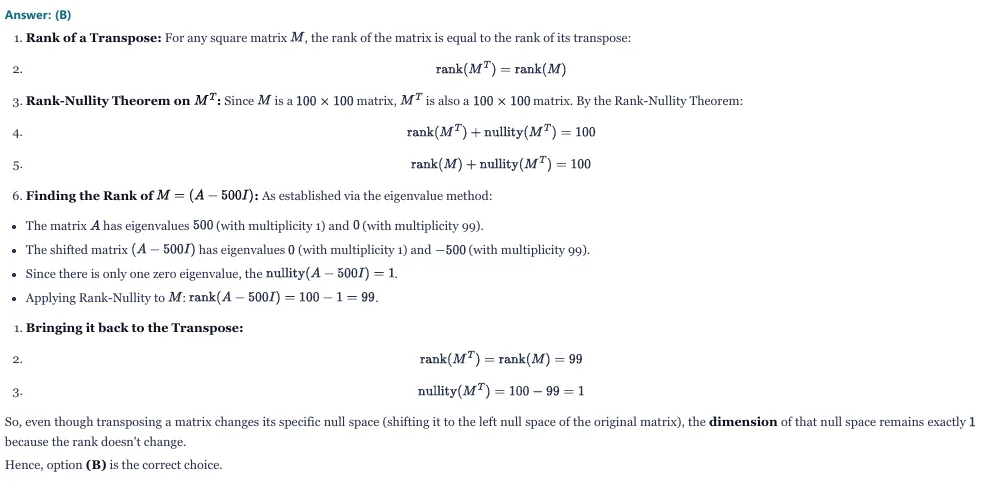 Answer: (B)
1. Rank of a Transpose: For any square matrix M, the rank of the matrix is equal to the rank of its transpose:
2. rank(Mᵀ) = rank(M)
3. Rank-Nullity Theorem on Mᵀ: Since M is a 100 × 100 matrix, Mᵀ is also a 100 × 100 matrix. By the Rank-Nullity Theorem:
4. rank(Mᵀ) + nullity(Mᵀ) = 100
5. rank(M) + nullity(Mᵀ) = 100
6. Finding the Rank of M = (A − 500I): As established via the eigenvalue method:
• The matrix A has eigenvalues 500 (with multiplicity 1) and 0 (with multiplicity 99).
• The shifted matrix (A − 500I) has eigenvalues 0 (with multiplicity 1) and −500 (with multiplicity 99).
• Since there is only one zero eigenvalue, the nullity(A − 500I) = 1.
• Applying Rank-Nullity to M: rank(A − 500I) = 100 − 1 = 99.
1. Bringing it back to the Transpose:
2. rank(Mᵀ) = rank(M) = 99
3. nullity(Mᵀ) = 100 − 99 = 1
So, even though transposing a matrix changes its specific null space (shifting it to the left null space of the original matrix), the dimension of that null space remains exactly 1
because the rank doesn't change.
Hence, option (B) is the correct choice.